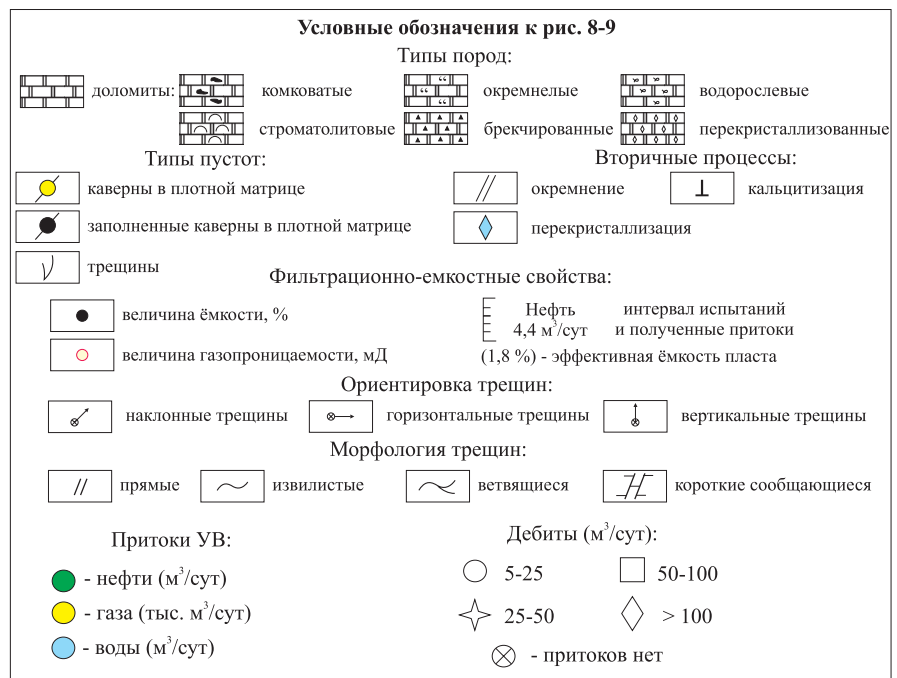 Условные обозначения к рис. 8-9
Типы пород:
доломиты: комковатые окремнелые водорослевые
строматолитовые брекчированные перекристаллизованные
Типы пустот: Вторичные процессы:
каверны в плотной матрице окремнение кальцитизация
заполненные каверны в плотной матрице перекристаллизация
трещины
Фильтрационно-емкостные свойства:
величина ёмкости, % Нефть интервал испытаний
4,4 м³/сут и полученные притоки
величина газопроницаемости, мД (1,8 %) - эффективная ёмкость пласта
Ориентировка трещин:
наклонные трещины горизонтальные трещины вертикальные трещины
Морфология трещин:
прямые извилистые ветвящиеся короткие сообщающиеся
Притоки УВ: Дебиты (м³/сут):
- нефти (м³/сут) 5-25 50-100
- газа (тыс. м³/сут) 25-50 > 100
- воды (м³/сут) - притоков нет